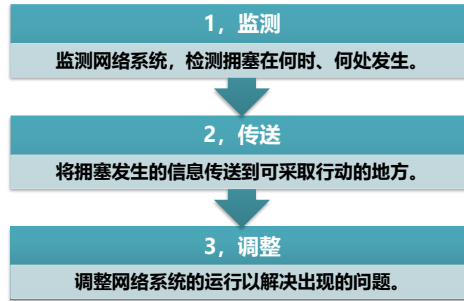 1，监测
监测网络系统，检测拥塞在何时、何处发生。
2，传送
将拥塞发生的信息传送到可采取行动的地方。
3，调整
调整网络系统的运行以解决出现的问题。